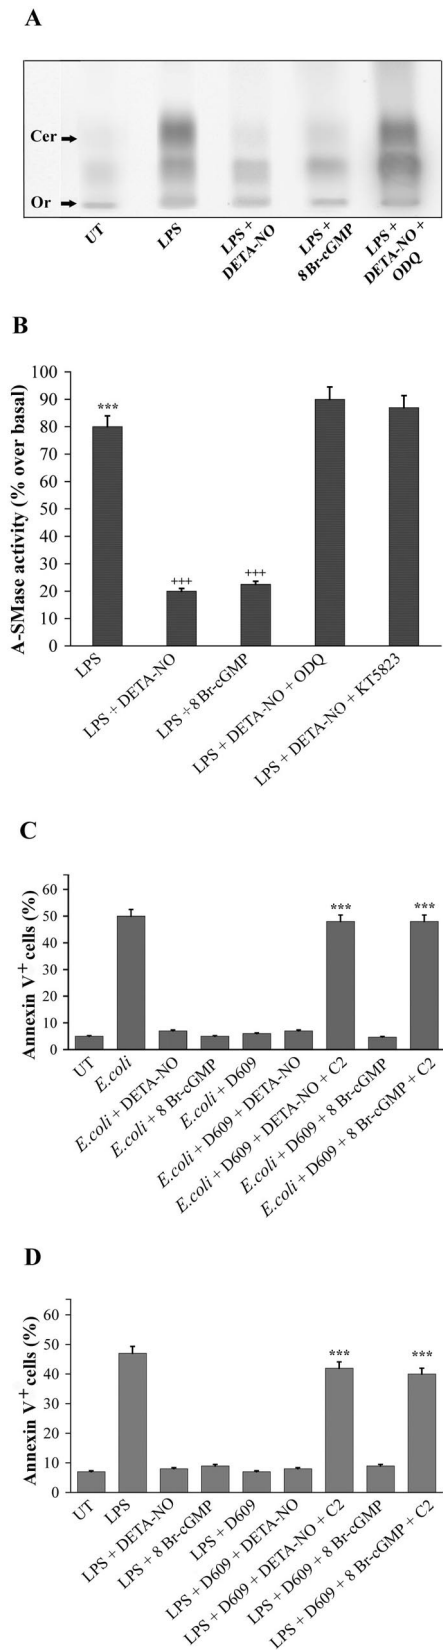 A
Cer
Or
UT
LPS
LPS +
DETA-NO
LPS +
8 Br-cGMP
LPS +
DETA-NO +
ODQ
B
A-SMase activity (% over basal)
100
90
80
70
60
50
40
30
20
10
0
***
+++
+++
LPS
LPS + DETA-NO
LPS +8 Br-cGMP
LPS + DETA-NO + ODQ
LPS + DETA-NO + KT5823
C
Annexin V+ cells (%)
60
50
40
30
20
10
0
***
***
UT
E.coli
E.coli + DETA-NO
E.coli + 8 Br-cGMP
E.coli + D609
E.coli + D609 + DETA-NO
E.coli + D609 + DETA-NO + C2
E.coli + D609 + 8 Br-cGMP
E.coli + D609 + 8 Br-cGMP + C2
D
Annexin V+ cells (%)
60
50
40
30
20
10
0
***
***
UT
LPS
LPS + DETA-NO
LPS + 8 Br-cGMP
LPS + D609
LPS + D609 + DETA-NO
LPS + D609 + DETA-NO + C2
LPS + D609 + 8 Br-cGMP
LPS + D609 + 8 Br-cGMP + C2